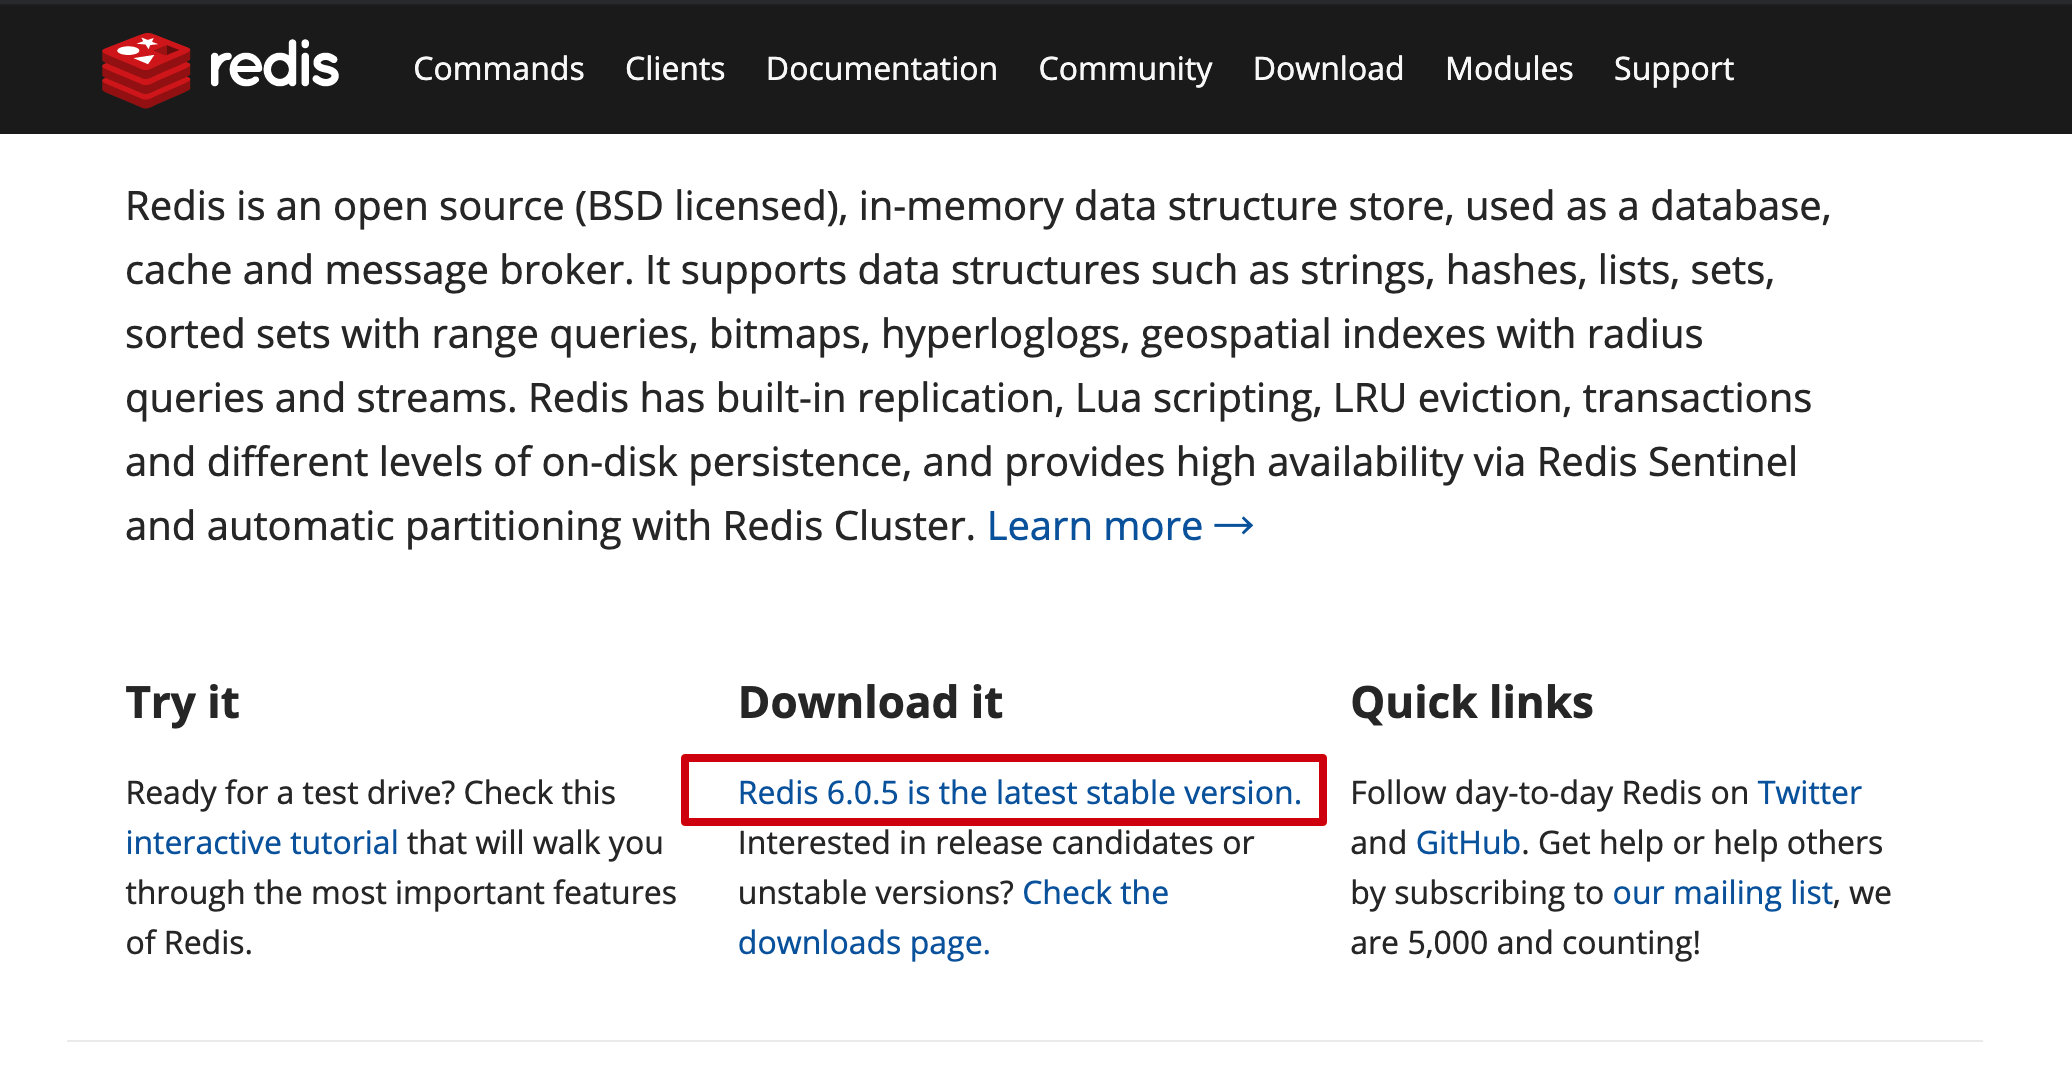 redis Commands Clients Documentation Community Download Modules Support
Redis is an open source (BSD licensed), in-memory data structure store, used as a database,
cache and message broker. It supports data structures such as strings, hashes, lists, sets,
sorted sets with range queries, bitmaps, hyperloglogs, geospatial indexes with radius
queries and streams. Redis has built-in replication, Lua scripting, LRU eviction, transactions
and different levels of on-disk persistence, and provides high availability via Redis Sentinel
and automatic partitioning with Redis Cluster. Learn more →
Try it
Ready for a test drive? Check this
interactive tutorial that will walk you
through the most important features
of Redis.
Download it
Redis 6.0.5 is the latest stable version.
Interested in release candidates or
unstable versions? Check the
downloads page.
Quick links
Follow day-to-day Redis on Twitter
and GitHub. Get help or help others
by subscribing to our mailing list, we
are 5,000 and counting!